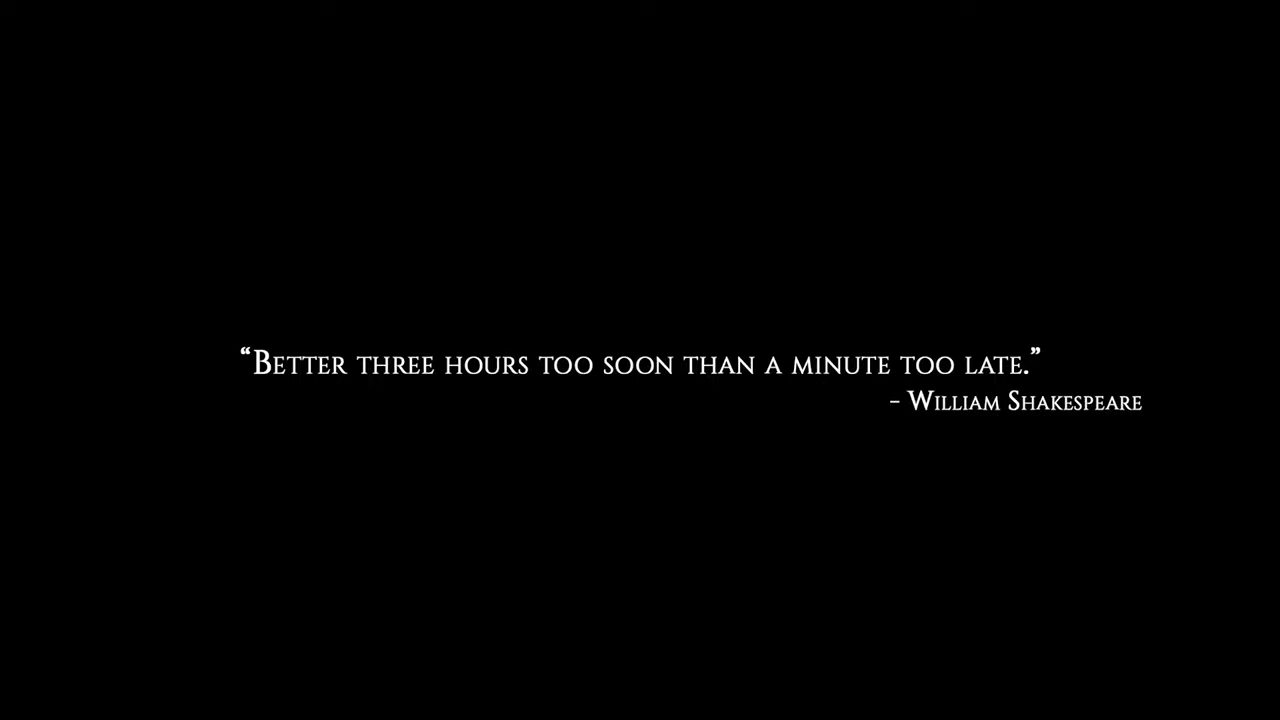 “Better three hours too soon than a minute too late.”
– William Shakespeare